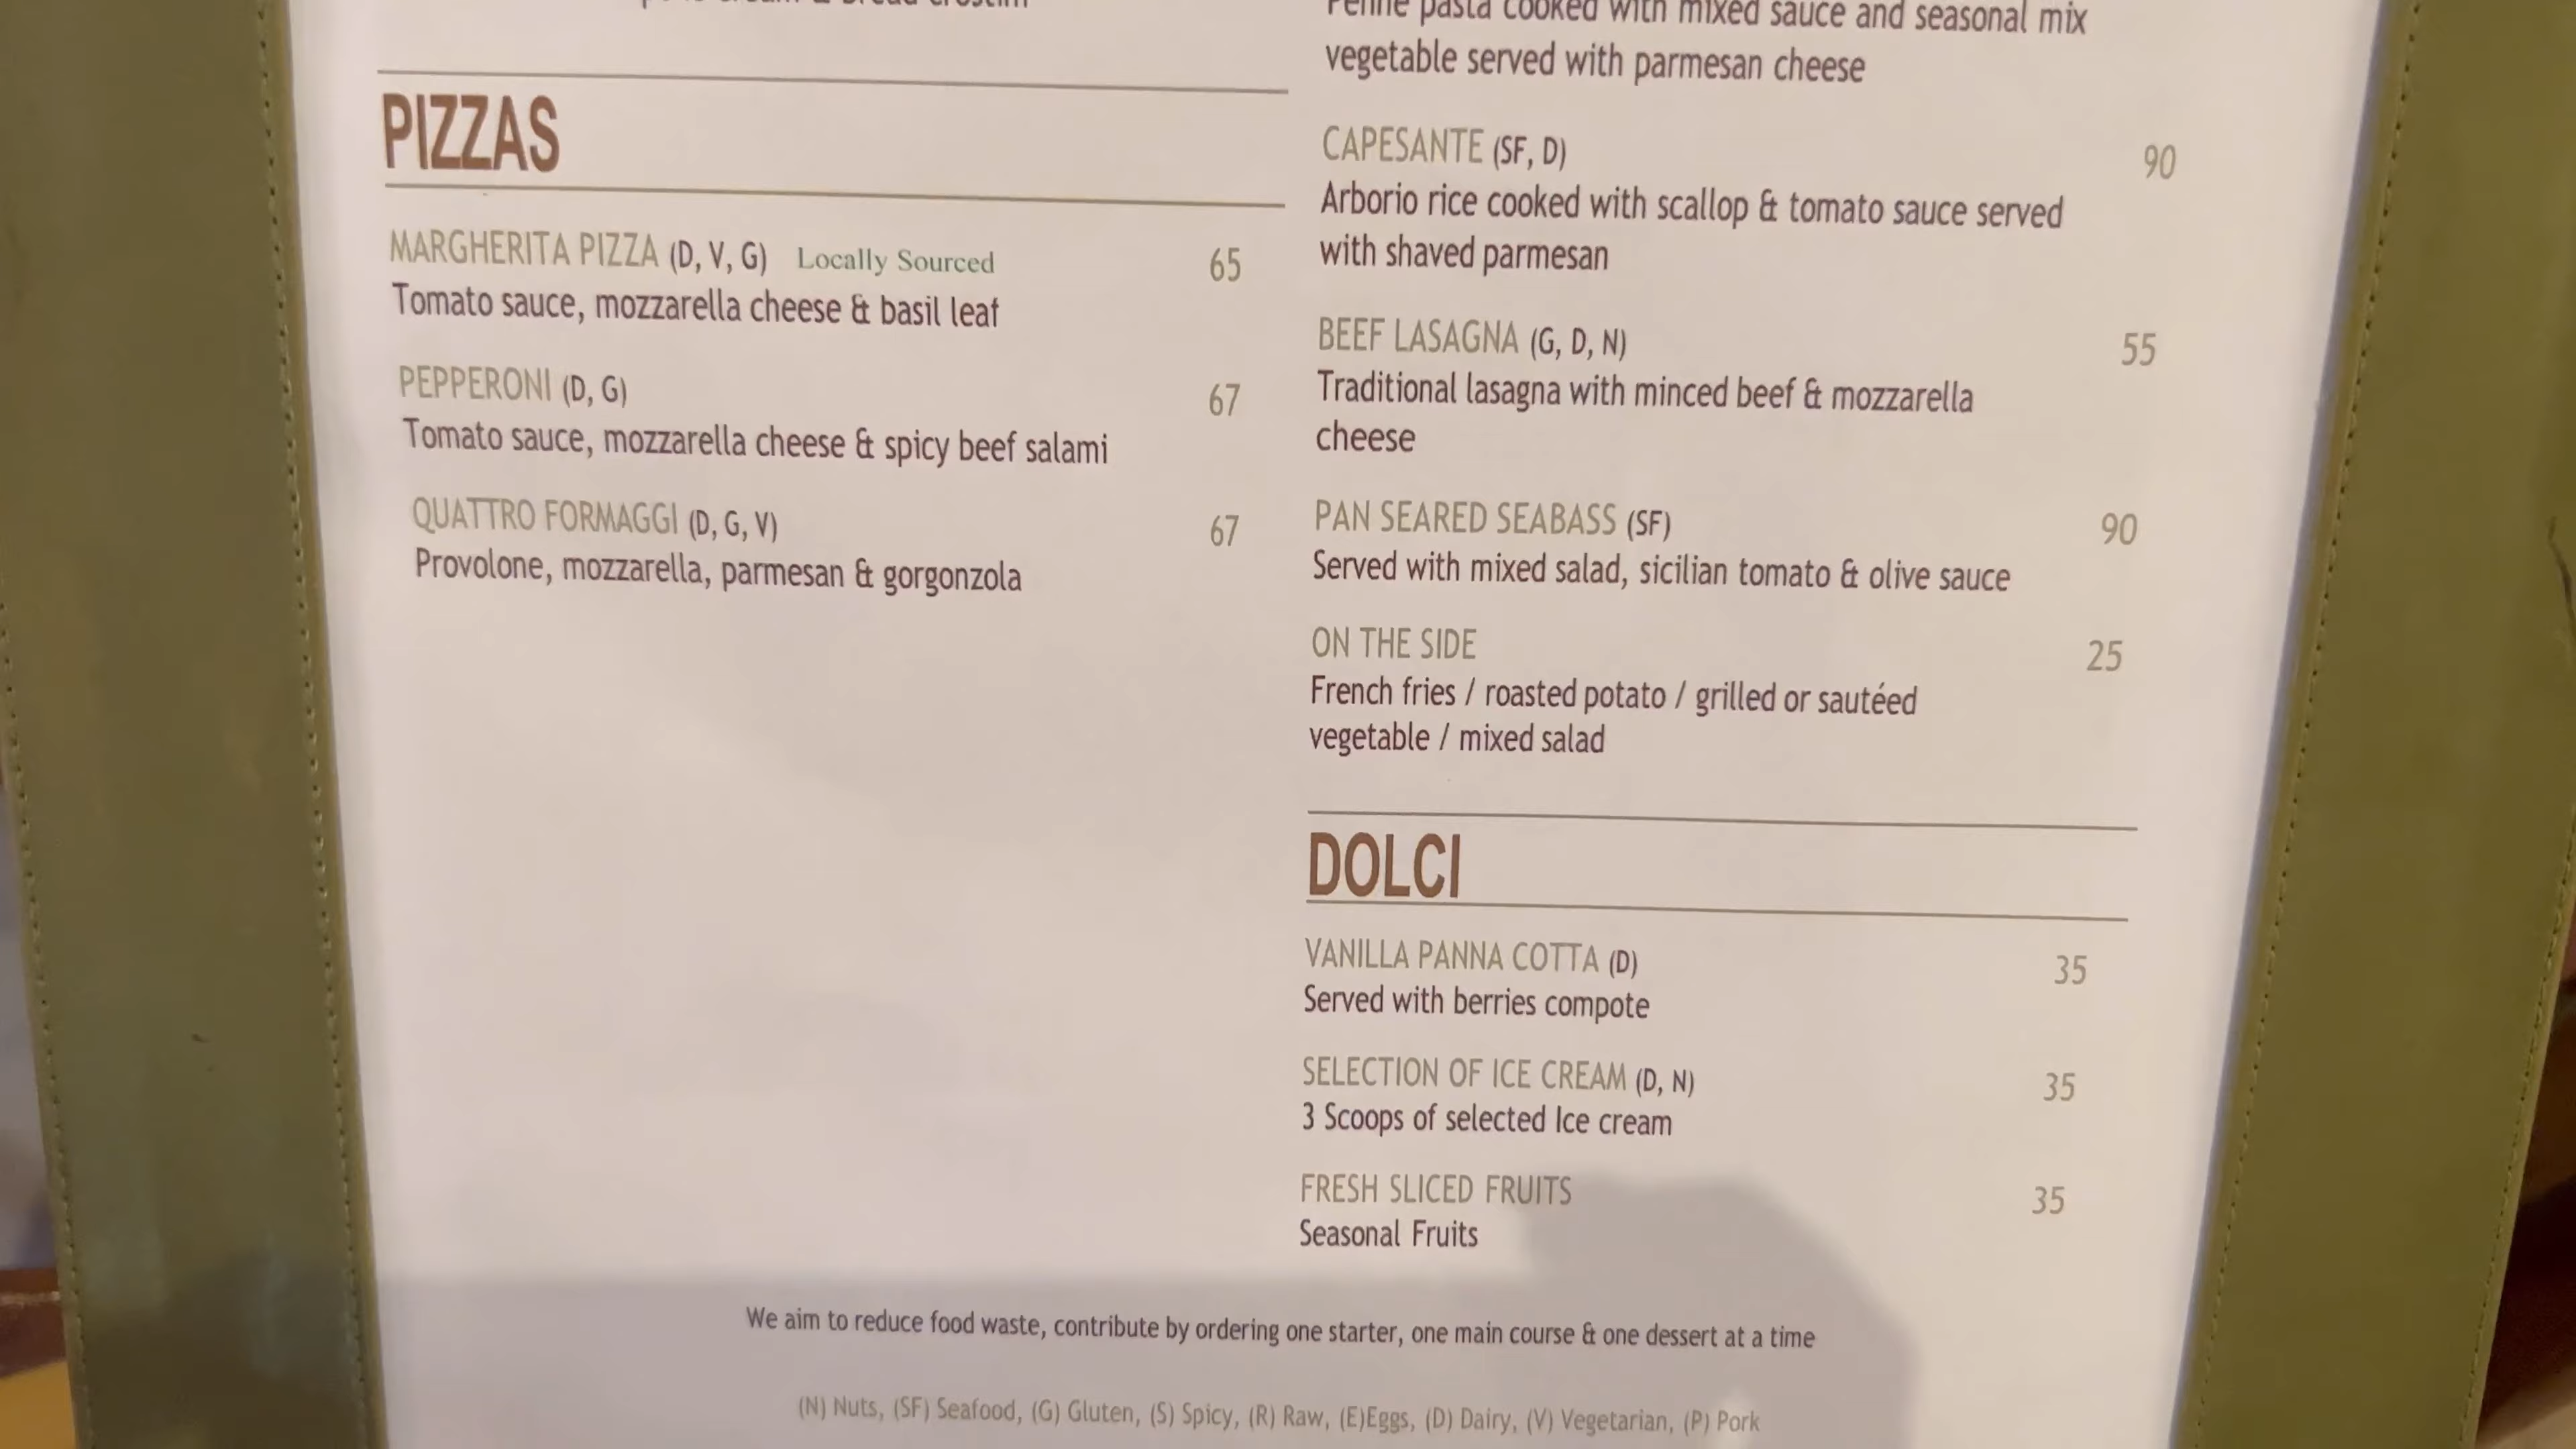 & bread crostini
PIZZAS
MARGHERITA PIZZA (D, V, G) Locally Sourced 65
Tomato sauce, mozzarella cheese & basil leaf
PEPPERONI (D, G) 67
Tomato sauce, mozzarella cheese & spicy beef salami
QUATTRO FORMAGGI (D, G, V) 67
Provolone, mozzarella, parmesan & gorgonzola
Penne pasta cooked with mixed sauce and seasonal mix
vegetable served with parmesan cheese
CAPESANTE (SF, D) 90
Arborio rice cooked with scallop & tomato sauce served
with shaved parmesan
BEEF LASAGNA (G, D, N) 55
Traditional lasagna with minced beef & mozzarella
cheese
PAN SEARED SEABASS (SF) 90
Served with mixed salad, sicilian tomato & olive sauce
ON THE SIDE 25
French fries / roasted potato / grilled or sautéed
vegetable / mixed salad
DOLCI
VANILLA PANNA COTTA (D) 35
Served with berries compote
SELECTION OF ICE CREAM (D, N) 35
3 Scoops of selected Ice cream
FRESH SLICED FRUITS 35
Seasonal Fruits
We aim to reduce food waste, contribute by ordering one starter, one main course & one dessert at a time
(N) Nuts, (SF) Seafood, (G) Gluten, (S) Spicy, (R) Raw, (E)Eggs, (D) Dairy, (V) Vegetarian, (P) Pork